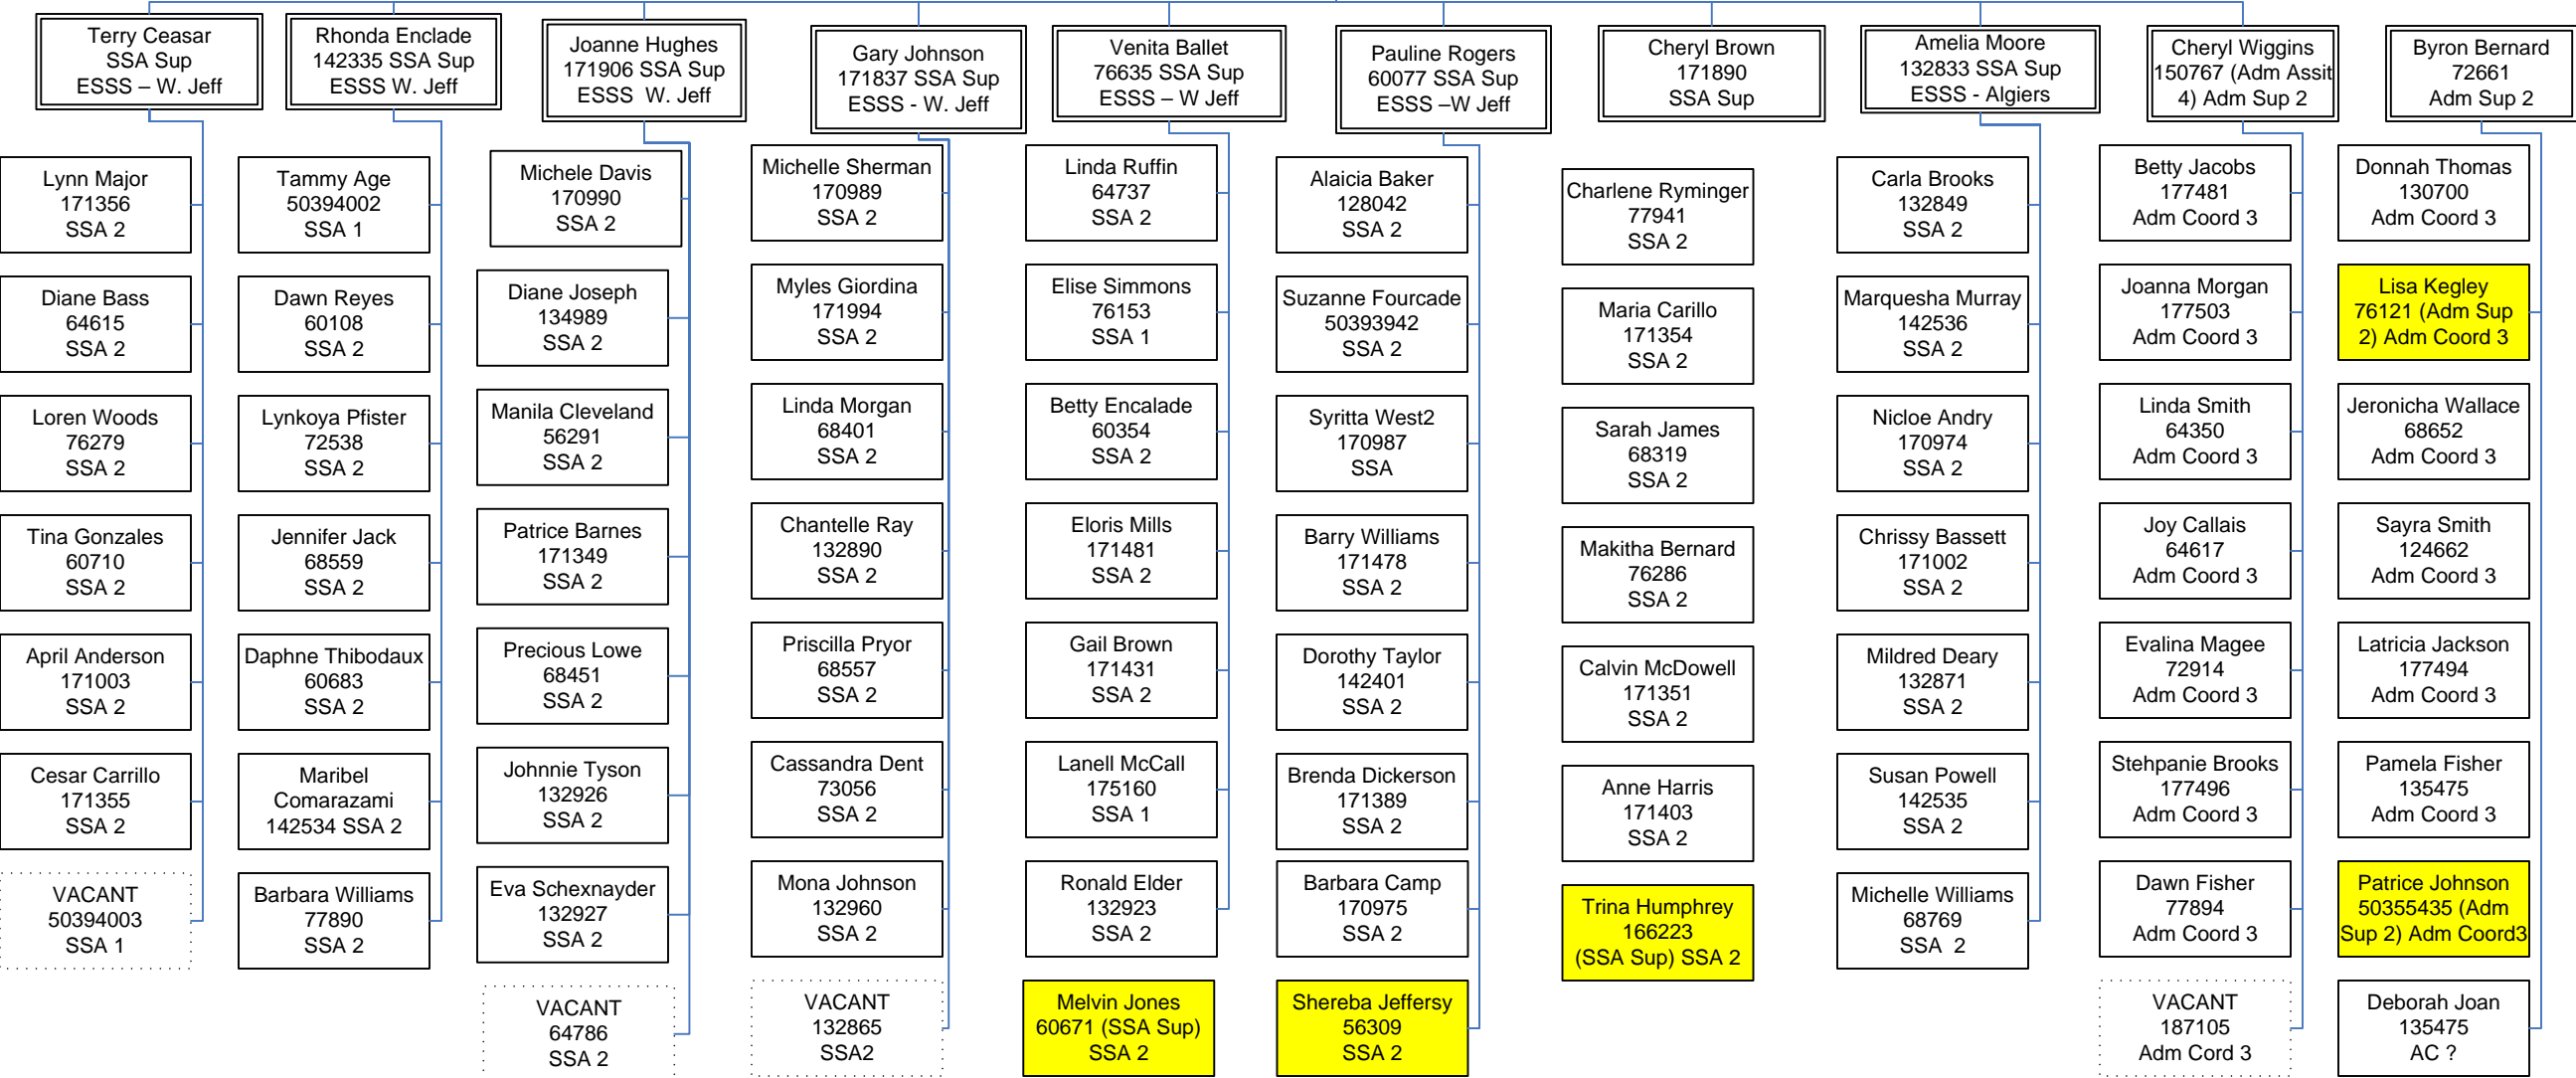 Terry Ceasar
SSA Sup
ESSS – W. Jeff
Rhonda Enclade
142335 SSA Sup
ESSS W. Jeff
Joanne Hughes
171906 SSA Sup
ESSS W. Jeff
Gary Johnson
171837 SSA Sup
ESSS - W. Jeff
Venita Ballet
76635 SSA Sup
ESSS – W Jeff
Pauline Rogers
60077 SSA Sup
ESSS –W Jeff
Cheryl Brown
171890
SSA Sup
Amelia Moore
132833 SSA Sup
ESSS - Algiers
Cheryl Wiggins
150767 (Adm Assit
4) Adm Sup 2
Byron Bernard
72661
Adm Sup 2
Lynn Major
171356
SSA 2
Diane Bass
64615
SSA 2
Loren Woods
76279
SSA 2
Tina Gonzales
60710
SSA 2
April Anderson
171003
SSA 2
Cesar Carrillo
171355
SSA 2
VACANT
50394003
SSA 1
Tammy Age
50394002
SSA 1
Dawn Reyes
60108
SSA 2
Lynkoya Pfister
72538
SSA 2
Jennifer Jack
68559
SSA 2
Daphne Thibodaux
60683
SSA 2
Maribel
Comarazami
142534 SSA 2
Barbara Williams
77890
SSA 2
Michele Davis
170990
SSA 2
Diane Joseph
134989
SSA 2
Manila Cleveland
56291
SSA 2
Patrice Barnes
171349
SSA 2
Precious Lowe
68451
SSA 2
Johnnie Tyson
132926
SSA 2
Eva Schexnayder
132927
SSA 2
VACANT
64786
SSA 2
Michelle Sherman
170989
SSA 2
Myles Giordina
171994
SSA 2
Linda Morgan
68401
SSA 2
Chantelle Ray
132890
SSA 2
Priscilla Pryor
68557
SSA 2
Cassandra Dent
73056
SSA 2
Mona Johnson
132960
SSA 2
VACANT
132865
SSA2
Linda Ruffin
64737
SSA 2
Elise Simmons
76153
SSA 1
Betty Encalade
60354
SSA 2
Eloris Mills
171481
SSA 2
Gail Brown
171431
SSA 2
Lanell McCall
175160
SSA 1
Ronald Elder
132923
SSA 2
Melvin Jones
60671 (SSA Sup)
SSA 2
Alaicia Baker
128042
SSA 2
Suzanne Fourcade
50393942
SSA 2
Syritta West2
170987
SSA
Barry Williams
171478
SSA 2
Dorothy Taylor
142401
SSA 2
Brenda Dickerson
171389
SSA 2
Barbara Camp
170975
SSA 2
Shereba Jeffersy
56309
SSA 2
Charlene Ryminger
77941
SSA 2
Maria Carillo
171354
SSA 2
Sarah James
68319
SSA 2
Makitha Bernard
76286
SSA 2
Calvin McDowell
171351
SSA 2
Anne Harris
171403
SSA 2
Trina Humphrey
166223
(SSA Sup) SSA 2
Carla Brooks
132849
SSA 2
Marquesha Murray
142536
SSA 2
Nicloe Andry
170974
SSA 2
Chrissy Bassett
171002
SSA 2
Mildred Deary
132871
SSA 2
Susan Powell
142535
SSA 2
Michelle Williams
68769
SSA 2
Betty Jacobs
177481
Adm Coord 3
Joanna Morgan
177503
Adm Coord 3
Linda Smith
64350
Adm Coord 3
Joy Callais
64617
Adm Coord 3
Evalina Magee
72914
Adm Coord 3
Stehpanie Brooks
177496
Adm Coord 3
Dawn Fisher
77894
Adm Coord 3
VACANT
187105
Adm Cord 3
Donnah Thomas
130700
Adm Coord 3
Lisa Kegley
76121 (Adm Sup
2) Adm Coord 3
Jeronicha Wallace
68652
Adm Coord 3
Sayra Smith
124662
Adm Coord 3
Latricia Jackson
177494
Adm Coord 3
Pamela Fisher
135475
Adm Coord 3
Patrice Johnson
50355435 (Adm
Sup 2) Adm Coord3
Deborah Joan
135475
AC ?